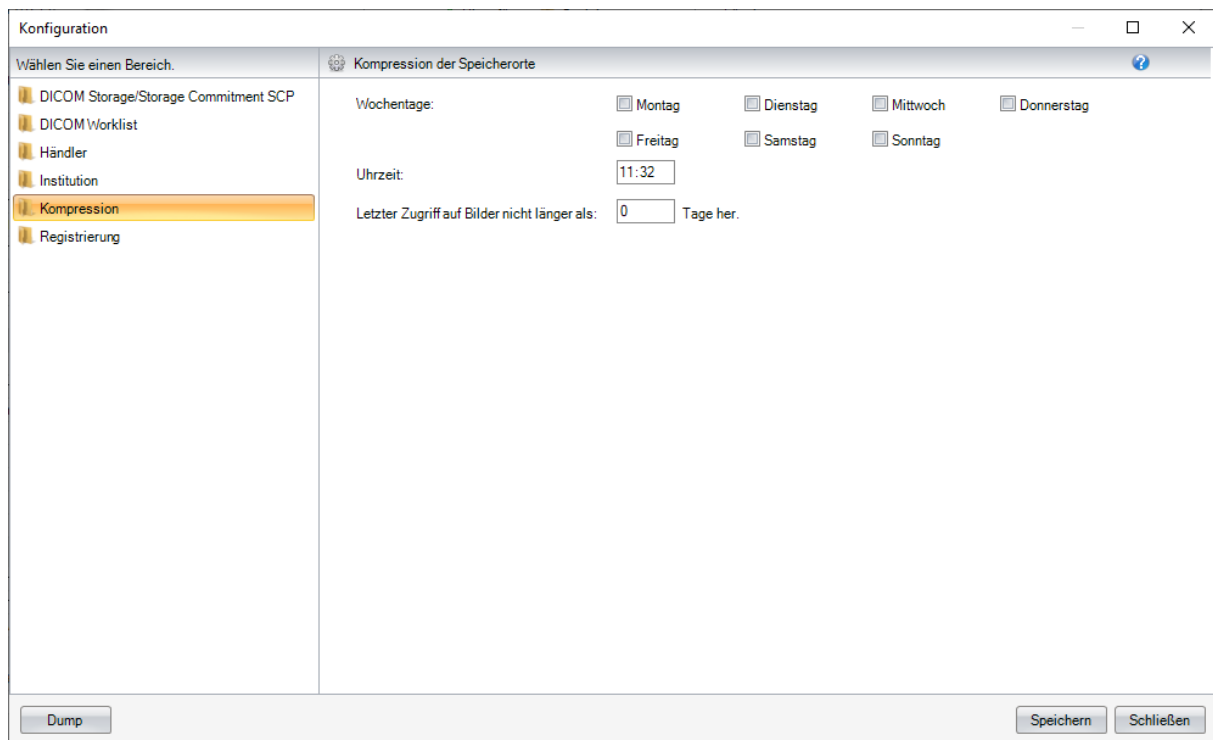 Konfiguration
Wählen Sie einen Bereich.
DICOM Storage/Storage Commitment SCP
DICOM Worklist
Händler
Institution
Kompression
Registrierung
Kompression der Speicherorte
Wochentage:
Montag Dienstag Mittwoch Donnerstag
Freitag Samstag Sonntag
Uhrzeit: 11:32
Letzter Zugriff auf Bilder nicht länger als: 0 Tage her.
Dump Speichern Schließen